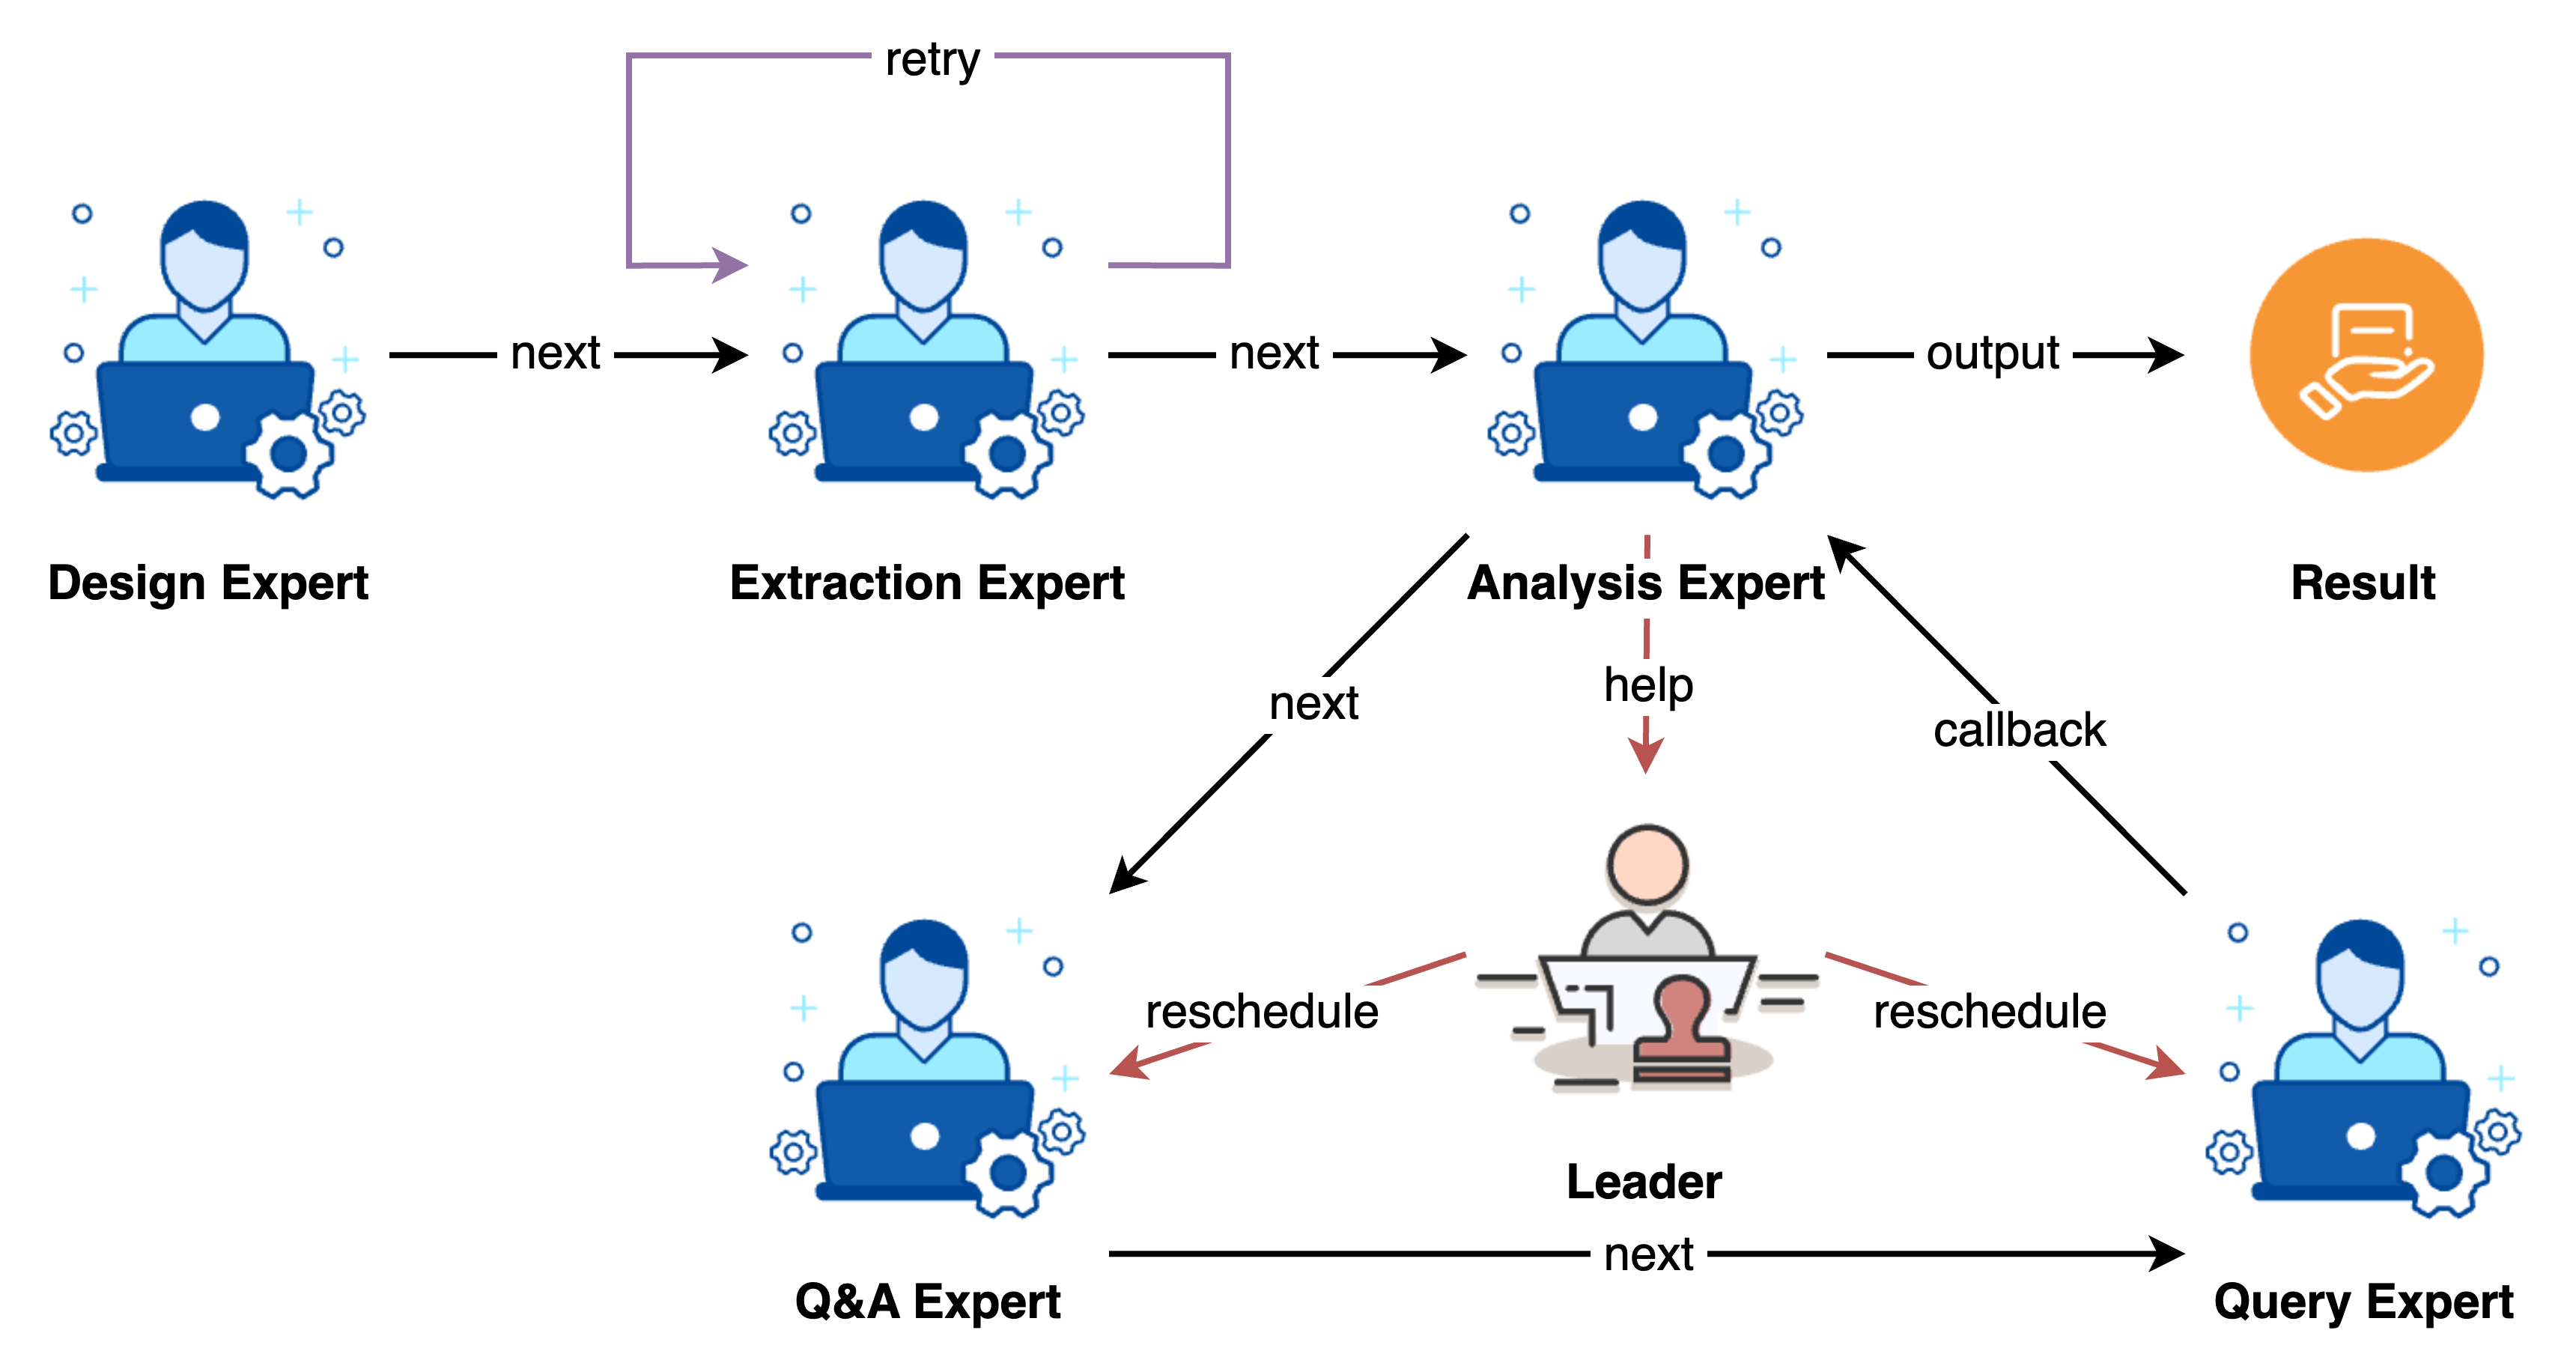 retry
next
next
output
Design Expert
Extraction Expert
Analysis Expert
Result
help
next
callback
reschedule
reschedule
Leader
next
Q&A Expert
Query Expert